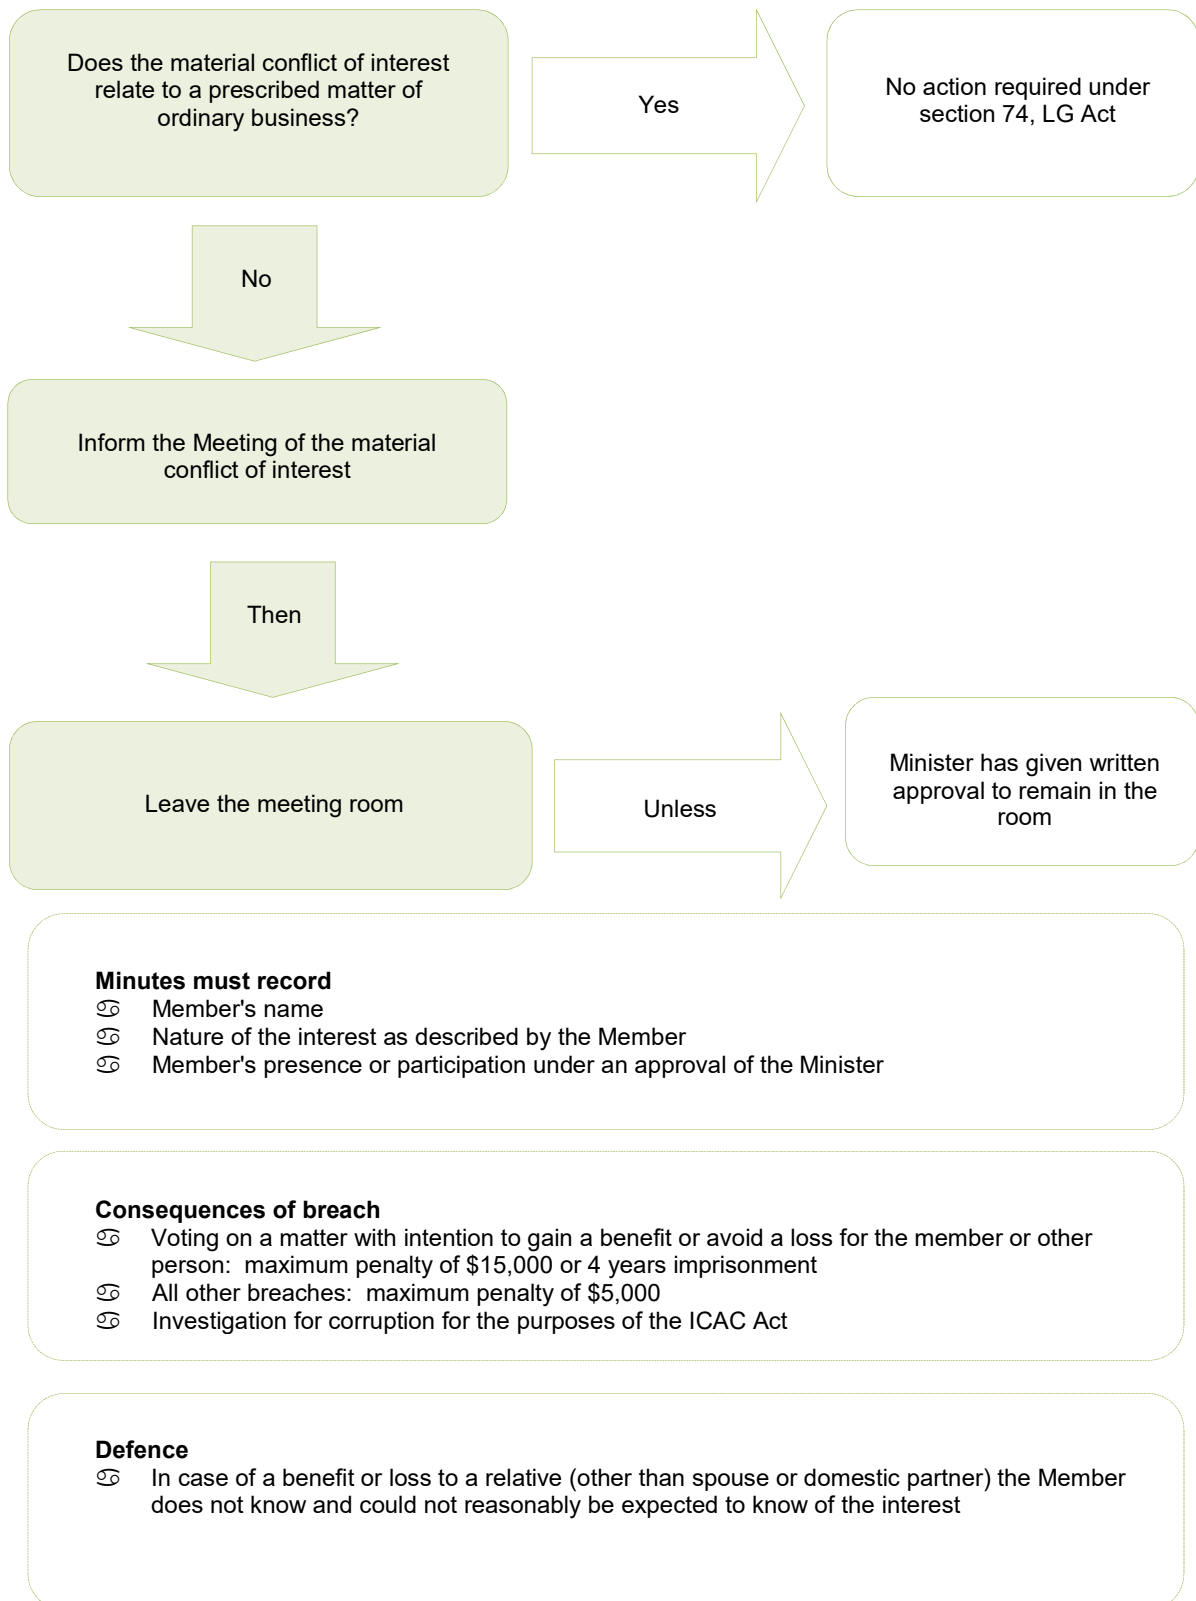 Does the material conflict of interest
relate to a prescribed matter of
ordinary business?
Yes
No action required under
section 74, LG Act
No
Inform the Meeting of the material
conflict of interest
Then
Leave the meeting room
Unless
Minister has given written
approval to remain in the
room
Minutes must record
♋ Member's name
♋ Nature of the interest as described by the Member
♋ Member's presence or participation under an approval of the Minister
Consequences of breach
♋ Voting on a matter with intention to gain a benefit or avoid a loss for the member or other
person:  maximum penalty of $15,000 or 4 years imprisonment
♋ All other breaches:  maximum penalty of $5,000
♋ Investigation for corruption for the purposes of the ICAC Act
Defence
♋ In case of a benefit or loss to a relative (other than spouse or domestic partner) the Member
does not know and could not reasonably be expected to know of the interest